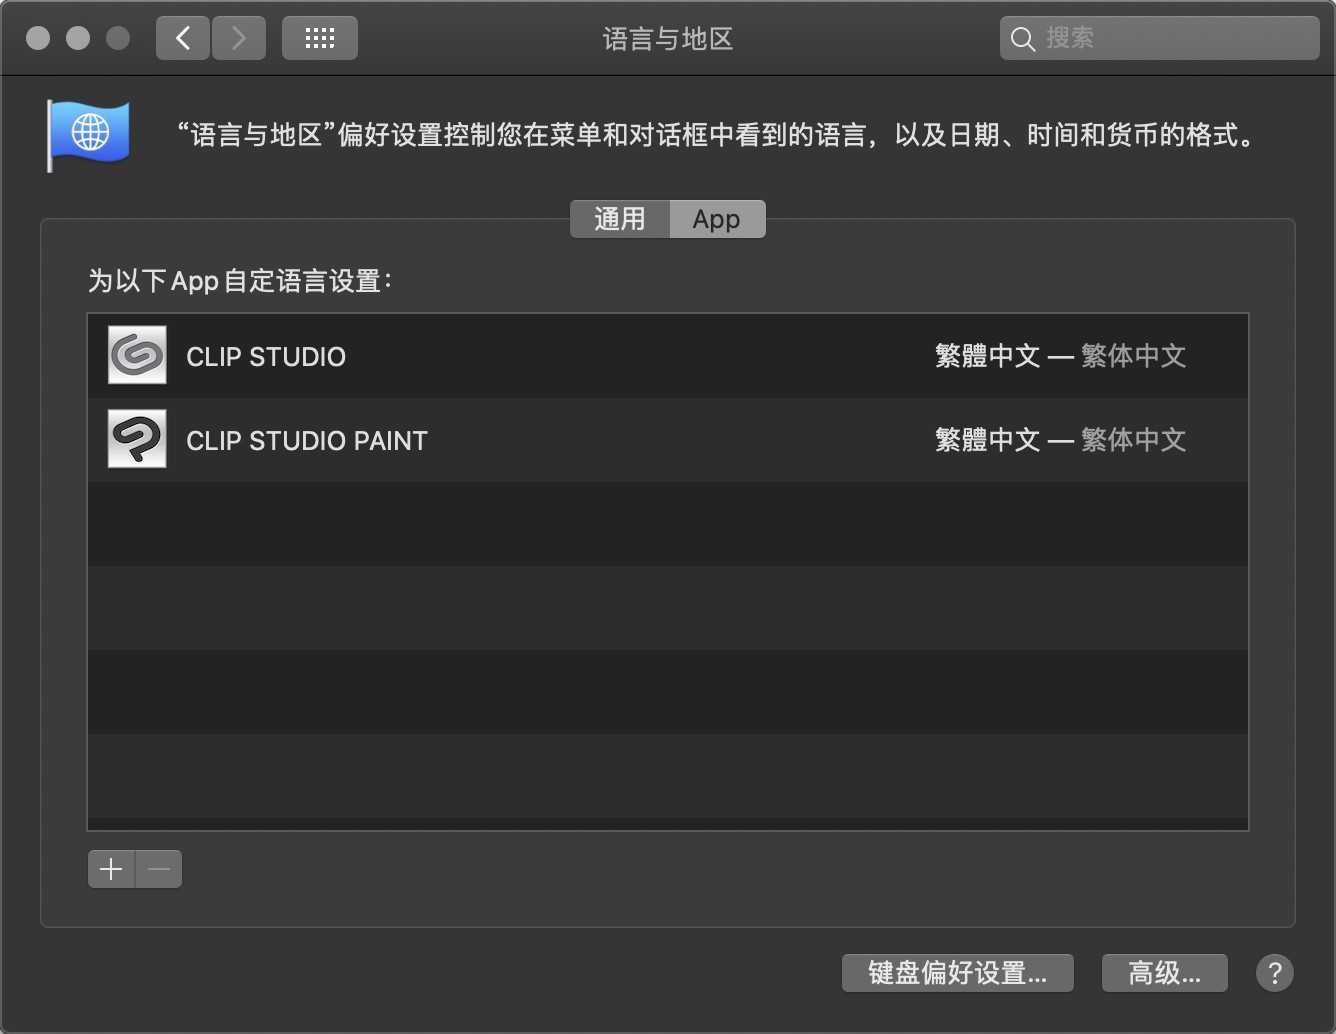 语言与地区
搜索
“语言与地区”偏好设置控制您在菜单和对话框中看到的语言，以及日期、时间和货币的格式。
通用
App
为以下App自定语言设置：
CLIP STUDIO
繁體中文 — 繁体中文
CLIP STUDIO PAINT
繁體中文 — 繁体中文
键盘偏好设置...
高级...
?